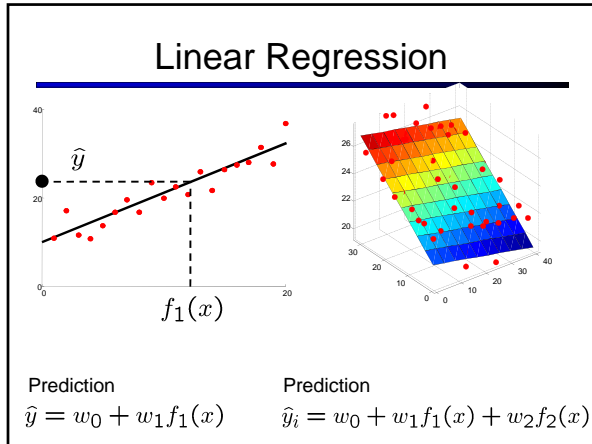 Linear Regression
40
20
0
0
20
ŷ
f₁(x)
26
24
22
20
30
20
10
0
0
10
20
30
40
Prediction
ŷ = w₀ + w₁f₁(x)
Prediction
ŷᵢ = w₀ + w₁f₁(x) + w₂f₂(x)